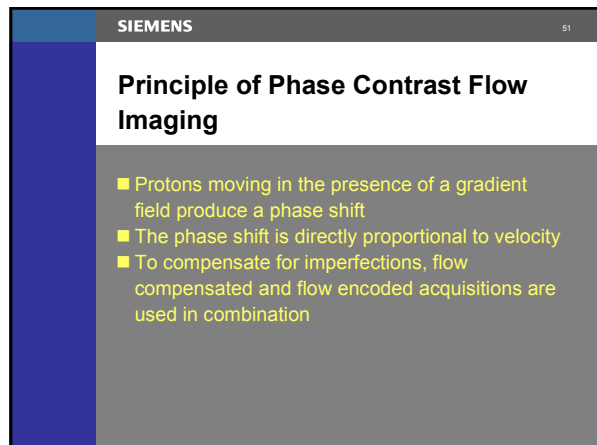 SIEMENS
51
Principle of Phase Contrast Flow
Imaging
■ Protons moving in the presence of a gradient
field produce a phase shift
■ The phase shift is directly proportional to velocity
■ To compensate for imperfections, flow
compensated and flow encoded acquisitions are
used in combination